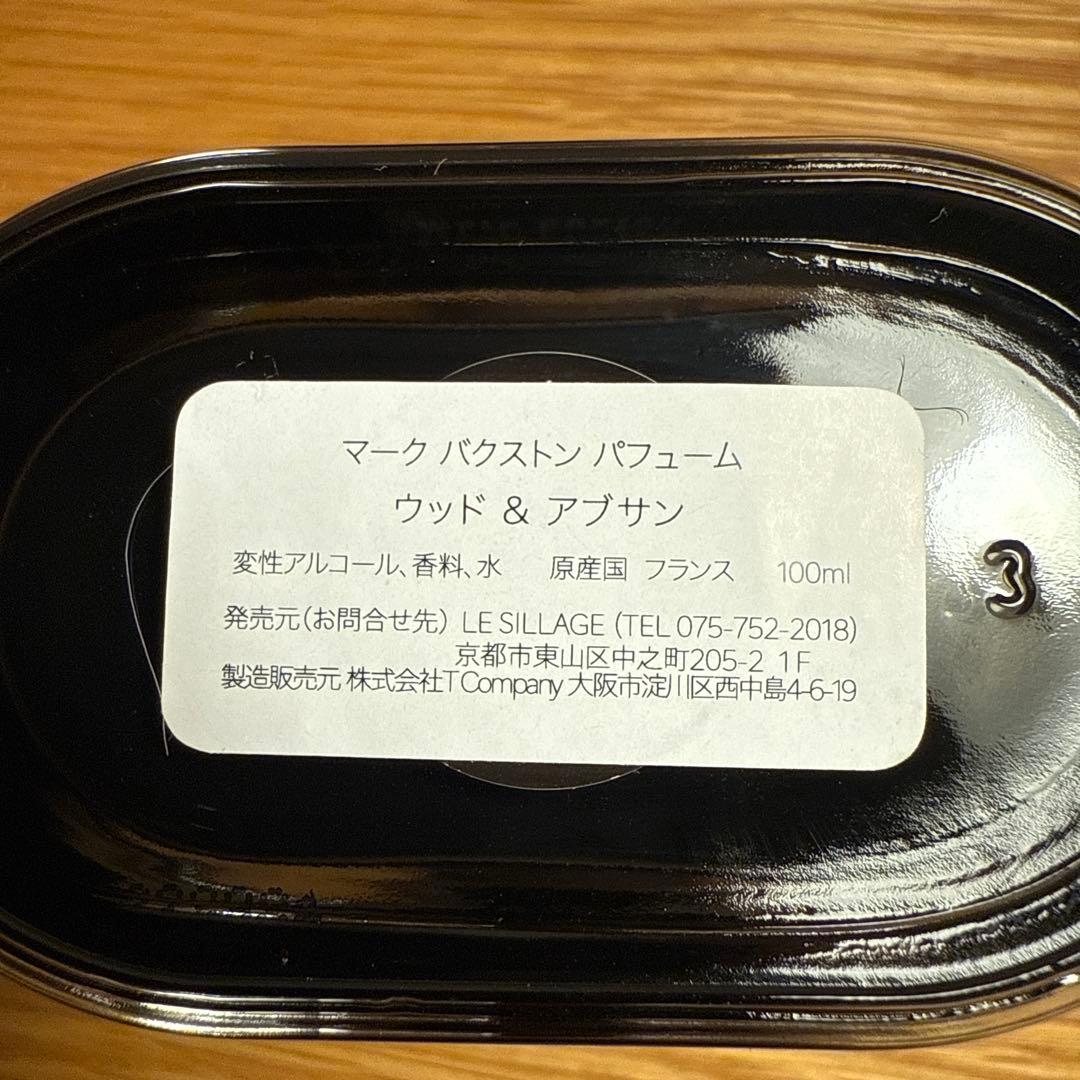 マーク バクストン パフューム
ウッド & アブサン
変性アルコール、香料、水 原産国 フランス 100ml
発売元(お問合せ先) LE SILLAGE (TEL 075-752-2018)
京都市東山区中之町205-2 1F
製造販売元 株式会社T Company 大阪市淀川区西中島4-6-19
3